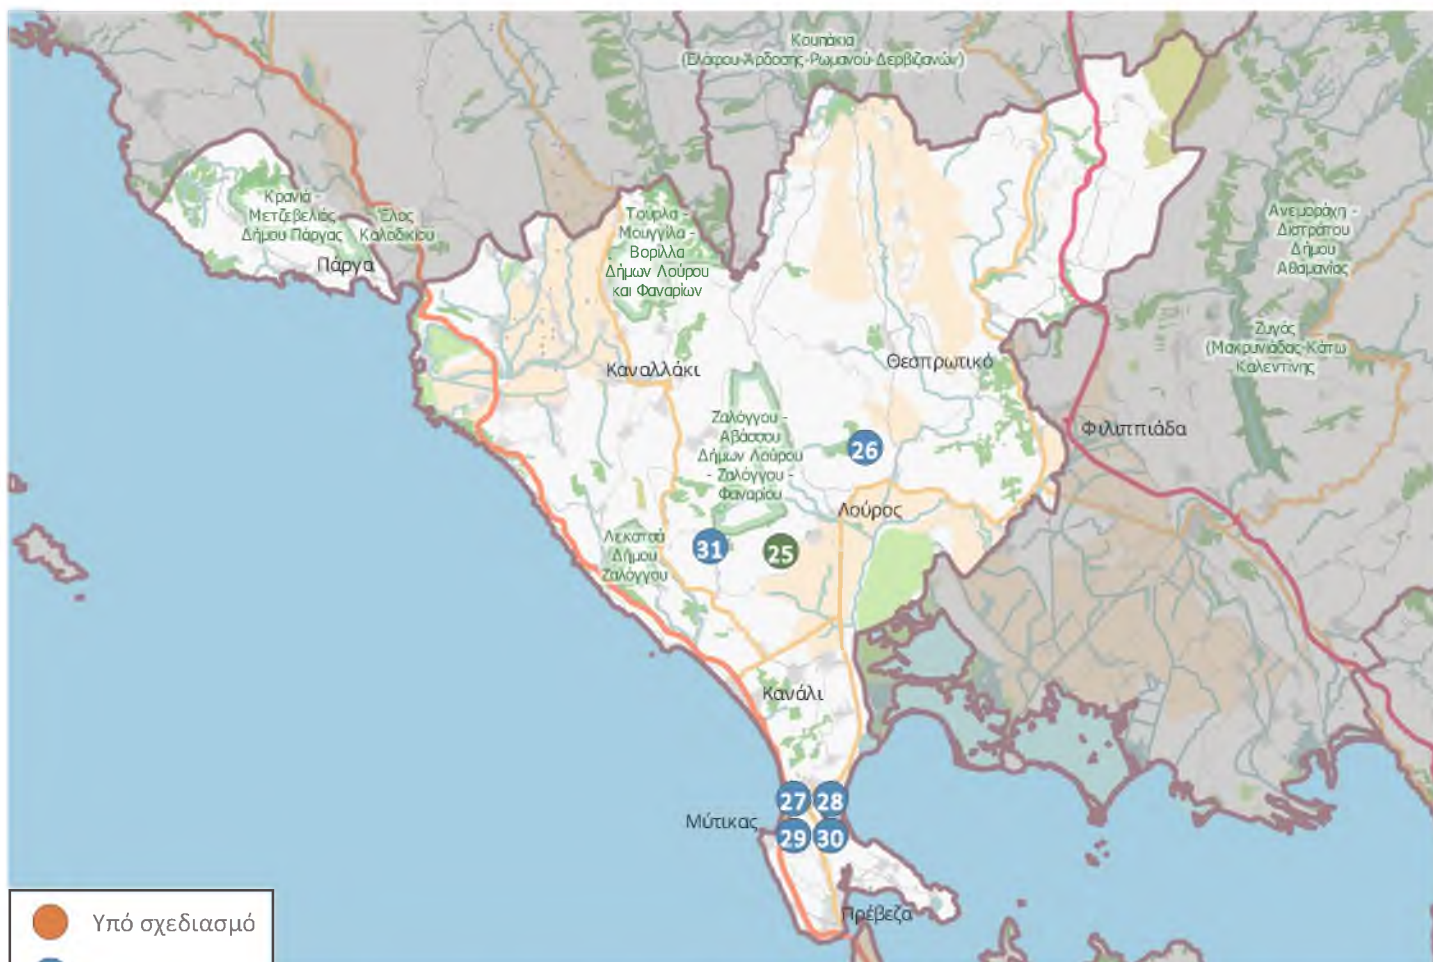 Κουπάκια
(Ελάφου-Άρδοσης-Ρωμανού-Δερβιζιανών)
Κρανιά -
Μετζεβελιός
Δήμου Πάργας
Έλος
Καλοδικίου
Πάργα
Τούρλα -
Μουγγίλα -
Βορίλλα
Δήμων Λούρου
και Φαναρίων
Ανεμοράχη -
Διστράτου
Δήμου
Αθαμανίας
Ζυγός
(Μακρυνιάδας-Κάτω
Καλεντίνης
Καναλλάκι
Θεσπρωτικό
Ζαλόγγου -
Αβάσσου
Δήμων Λούρου
- Ζαλόγγου -
Φαναρίου
Φιλιππιάδα
26
Λούρος
Λεκατσά
Δήμου
Ζαλόγγου
31
25
Κανάλι
27
28
Μύτικας
29
30
Πρέβεζα
Υπό σχεδιασμό